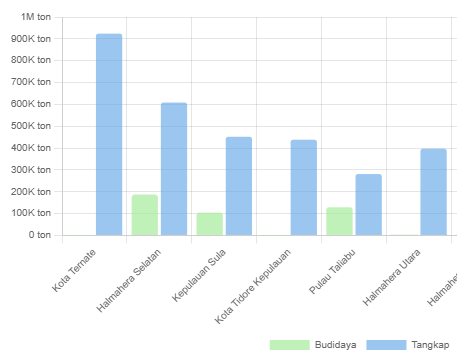 1M ton
900K ton
800K ton
700K ton
600K ton
500K ton
400K ton
300K ton
200K ton
100K ton
0 ton
Kota Ternate
Halmahera Selatan
Kepulauan Sula
Kota Tidore Kepulauan
Pulau Taliabu
Halmahera Utara
Budidaya
Tangkap